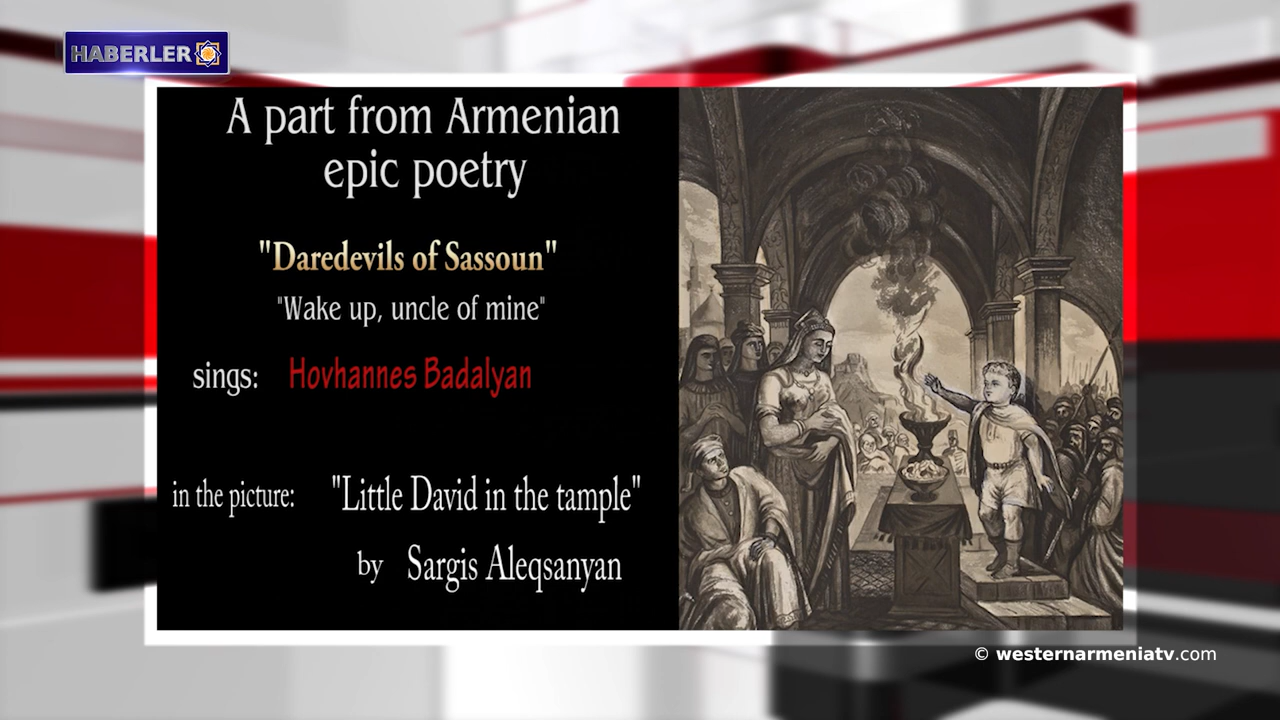 HABERLER
A part from Armenian
epic poetry
"Daredevils of Sassoun"
"Wake up, uncle of mine"
sings: Hovhannes Badalyan
in the picture: "Little David in the tample"
by Sargis Aleqsanyan
© westernarmeniatv.com